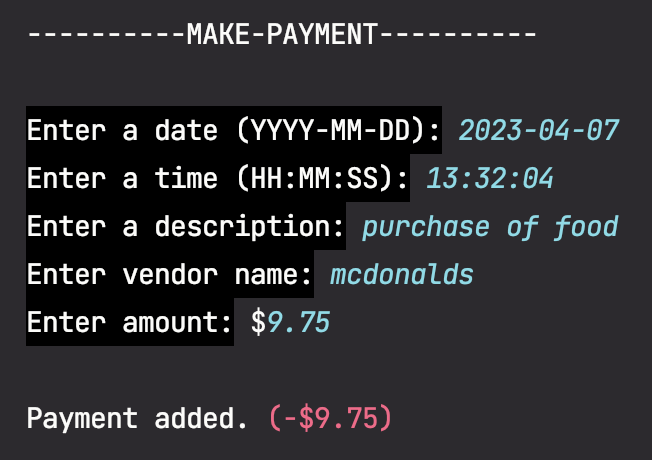 ----------MAKE-PAYMENT----------
Enter a date (YYYY-MM-DD): 2023-04-07
Enter a time (HH:MM:SS): 13:32:04
Enter a description: purchase of food
Enter vendor name: mcdonalds
Enter amount: $9.75
Payment added. (-$9.75)